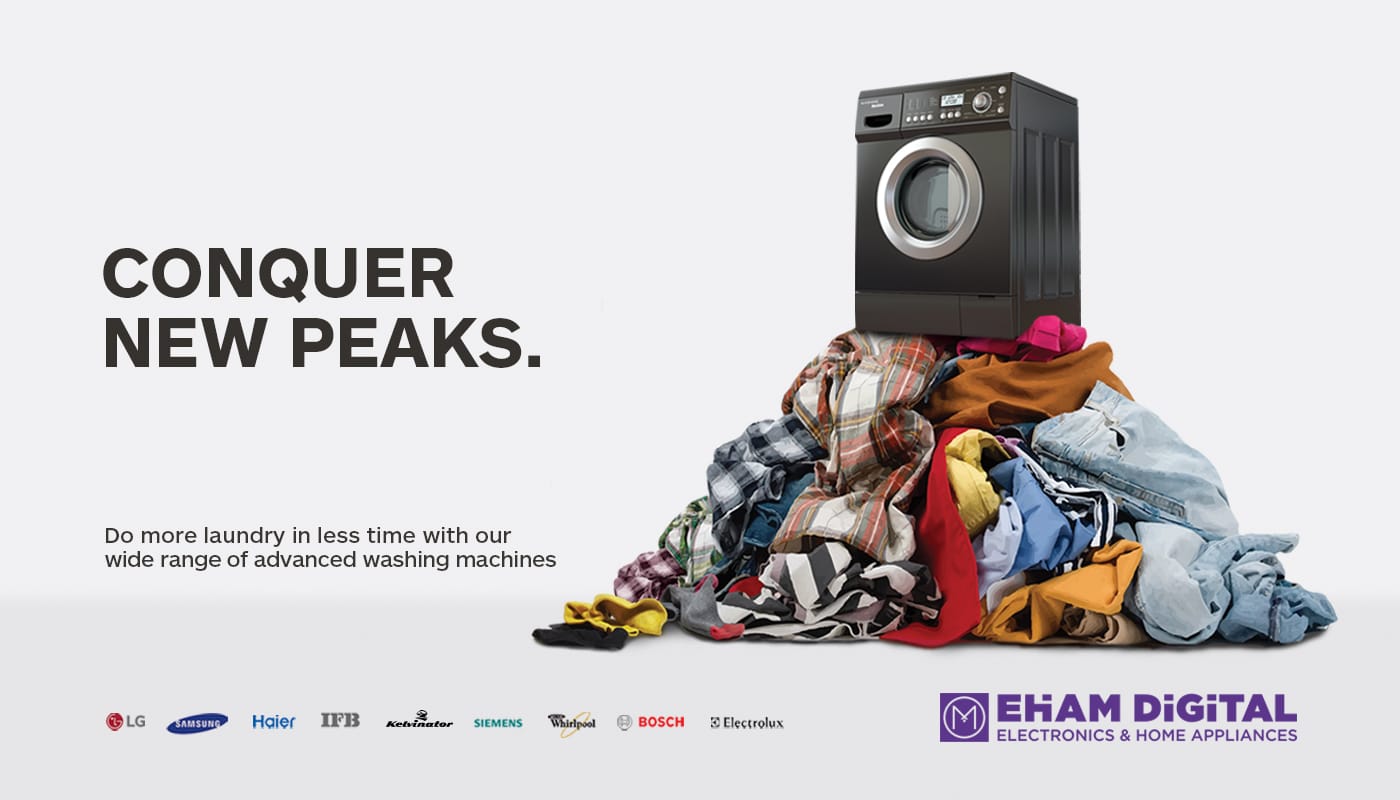 CONQUER
NEW PEAKS.
Do more laundry in less time with our
wide range of advanced washing machines
LG SAMSUNG Haier IFB Kelvinator SIEMENS Whirlpool BOSCH Electrolux
EHAM DiGiTAL
ELECTRONICS & HOME APPLIANCES